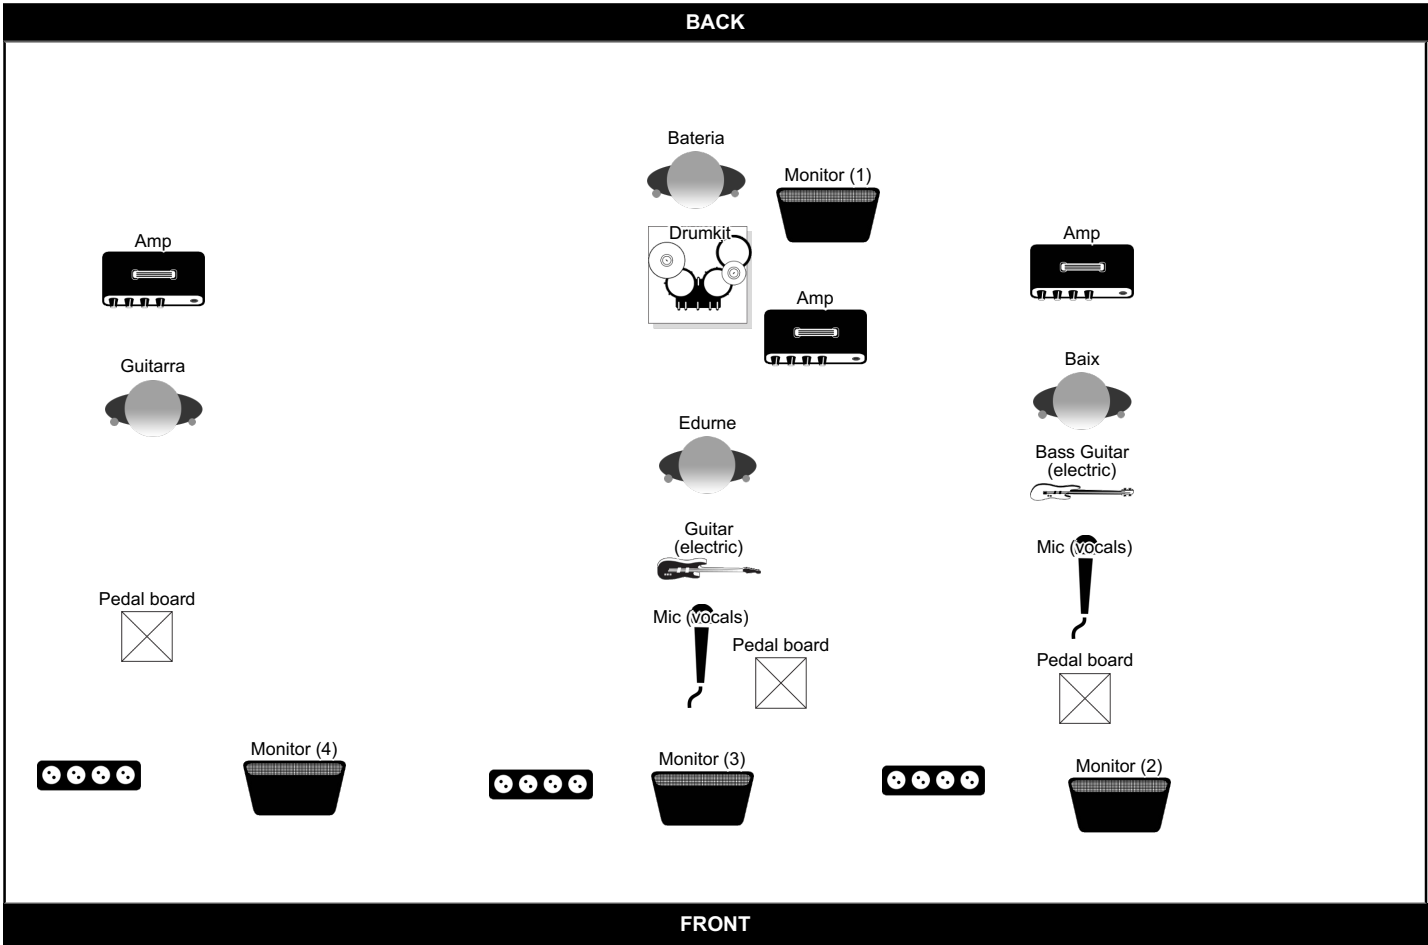 BACK
Bateria
Monitor (1)
Drumkit
Amp
Amp
Amp
Guitarra
Baix
Edurne
Bass Guitar
(electric)
Guitar
(electric)
Mic (vocals)
Pedal board
Mic (vocals)
Pedal board
Pedal board
Monitor (4)
Monitor (3)
Monitor (2)
FRONT